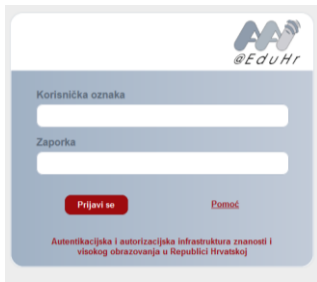 AAI
@EduHr
Korisnička oznaka
Zaporka
Prijavi se
Pomoć
Autentikacijska i autorizacijska infrastruktura znanosti i
visokog obrazovanja u Republici Hrvatskoj